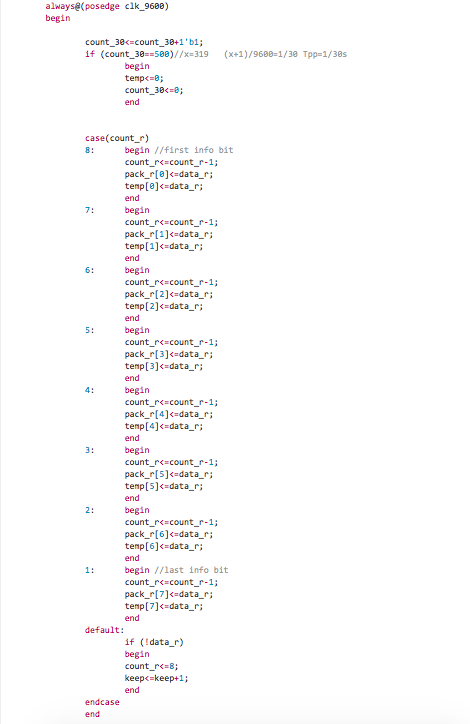 always@(posedge clk_9600)
begin
count_30<=count_30+1'b1;
if (count_30==500)//x=319 (x+1)/9600=1/30 Tpp=1/30s
begin
temp<=0;
count_30<=0;
end
case(count_r)
8: begin //first info bit
count_r<=count_r-1;
pack_r[0]<=data_r;
temp[0]<=data_r;
end
7: begin
count_r<=count_r-1;
pack_r[1]<=data_r;
temp[1]<=data_r;
end
6: begin
count_r<=count_r-1;
pack_r[2]<=data_r;
temp[2]<=data_r;
end
5: begin
count_r<=count_r-1;
pack_r[3]<=data_r;
temp[3]<=data_r;
end
4: begin
count_r<=count_r-1;
pack_r[4]<=data_r;
temp[4]<=data_r;
end
3: begin
count_r<=count_r-1;
pack_r[5]<=data_r;
temp[5]<=data_r;
end
2: begin
count_r<=count_r-1;
pack_r[6]<=data_r;
temp[6]<=data_r;
end
1: begin //last info bit
count_r<=count_r-1;
pack_r[7]<=data_r;
temp[7]<=data_r;
end
default:
if (!data_r)
begin
count_r<=8;
keep<=keep+1;
end
endcase
end